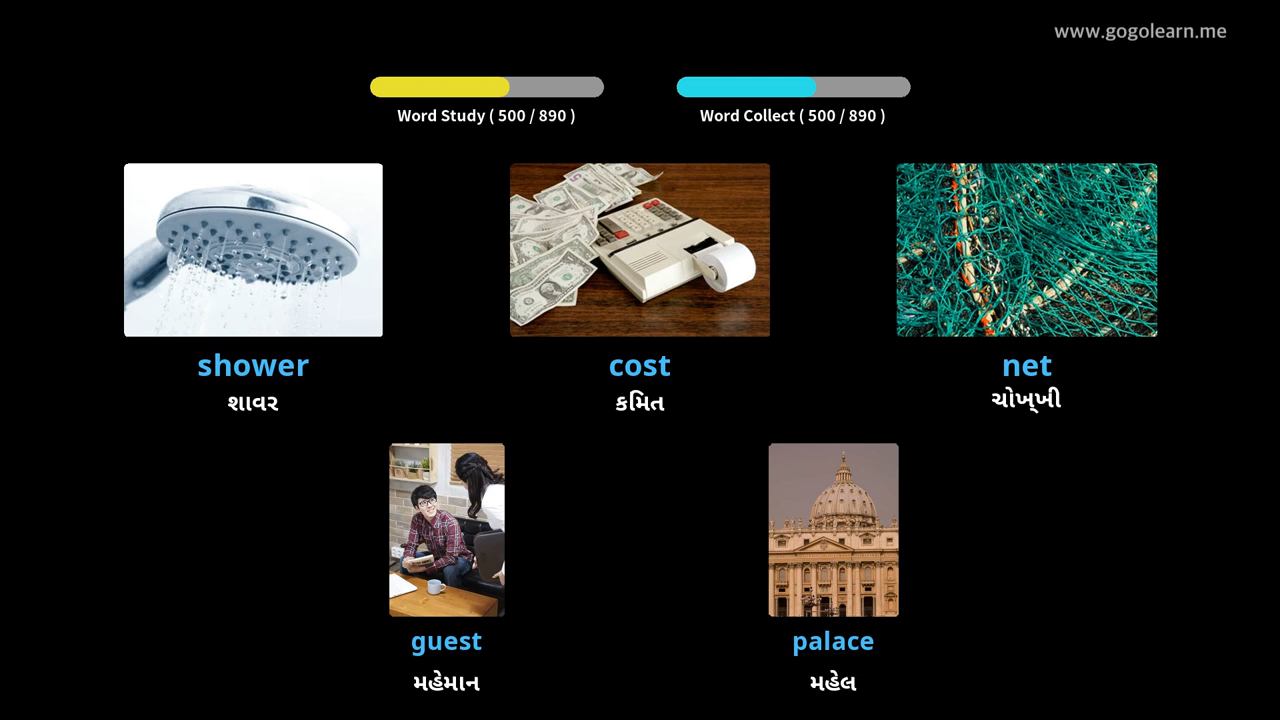 www.gogolearn.me
Word Study ( 500 / 890 )
Word Collect ( 500 / 890 )
shower
શાવર
cost
કમિત
net
ચોખ્ખી
guest
મહેમાન
palace
મહેલ